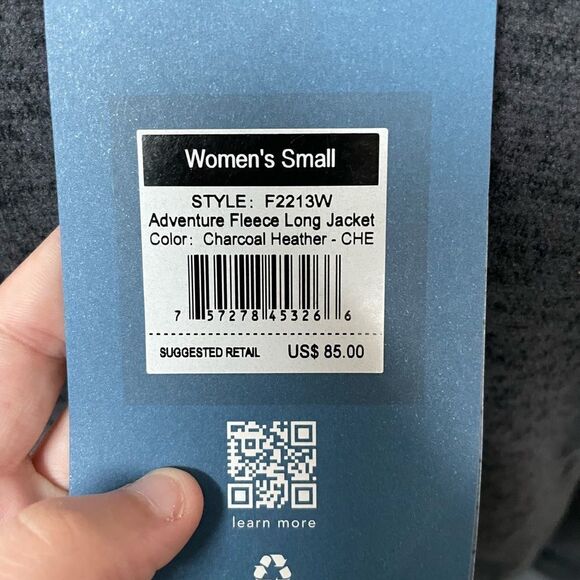 Women's Small
STYLE: F2213W
Adventure Fleece Long Jacket
Color: Charcoal Heather - CHE
7 57278 45326 6
SUGGESTED RETAIL US$ 85.00
learn more